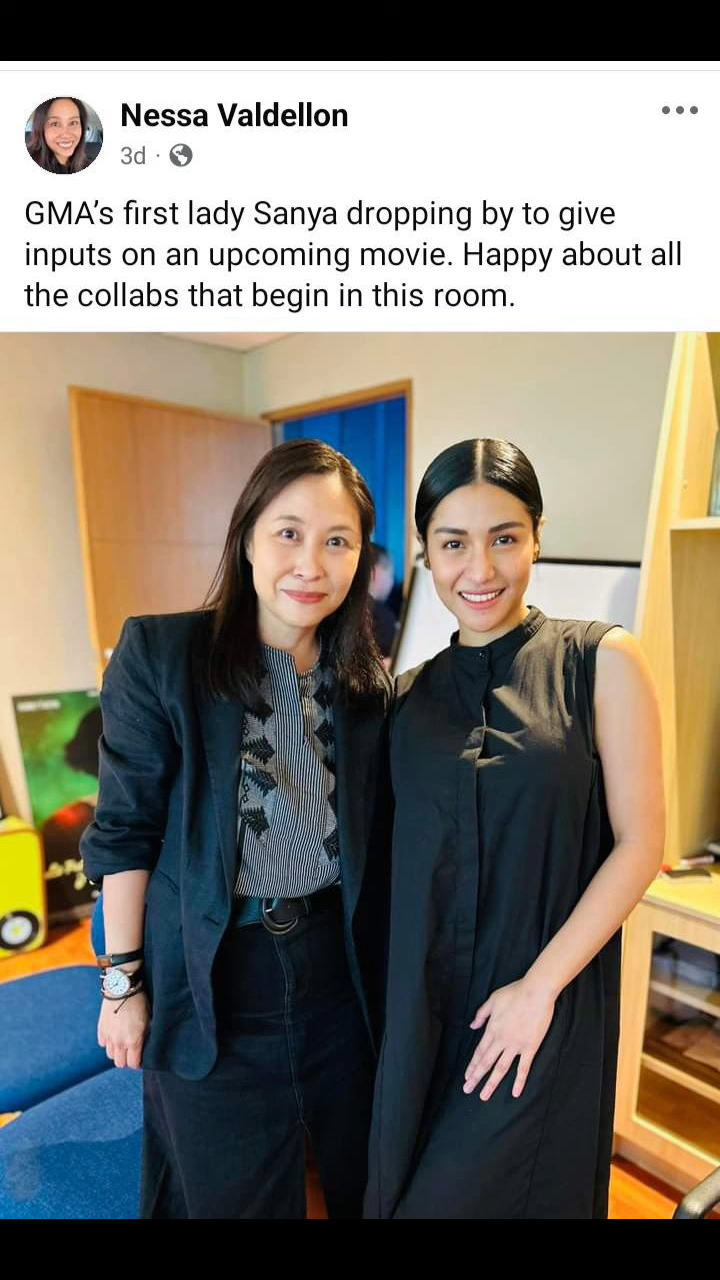 Nessa Valdellon
3d ·
GMA’s first lady Sanya dropping by to give
inputs on an upcoming movie. Happy about all
the collabs that begin in this room.